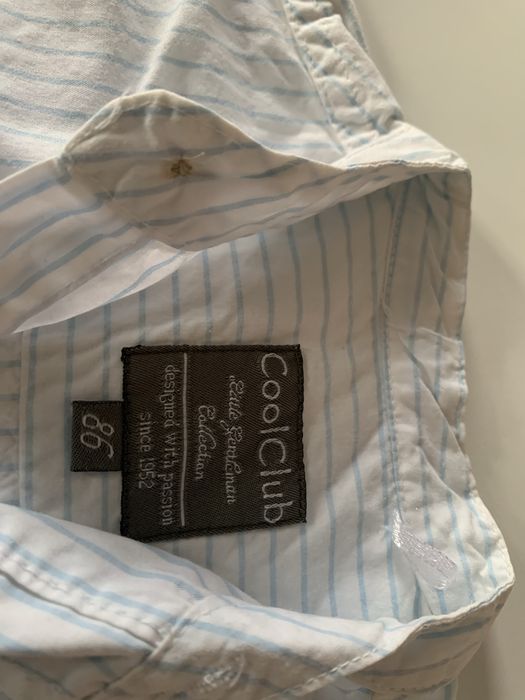 CoolClub
Little Gentleman
Collection
designed with passion
since 1952
86